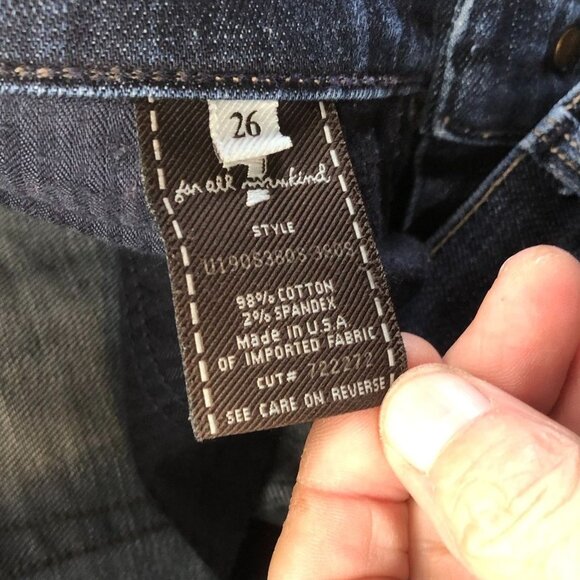 26
for all mankind
STYLE
U190S380S
98% COTTON
2% SPANDEX
Made in U.S.A.
OF IMPORTED FABRIC
CUT# 722272
SEE CARE ON REVERSE